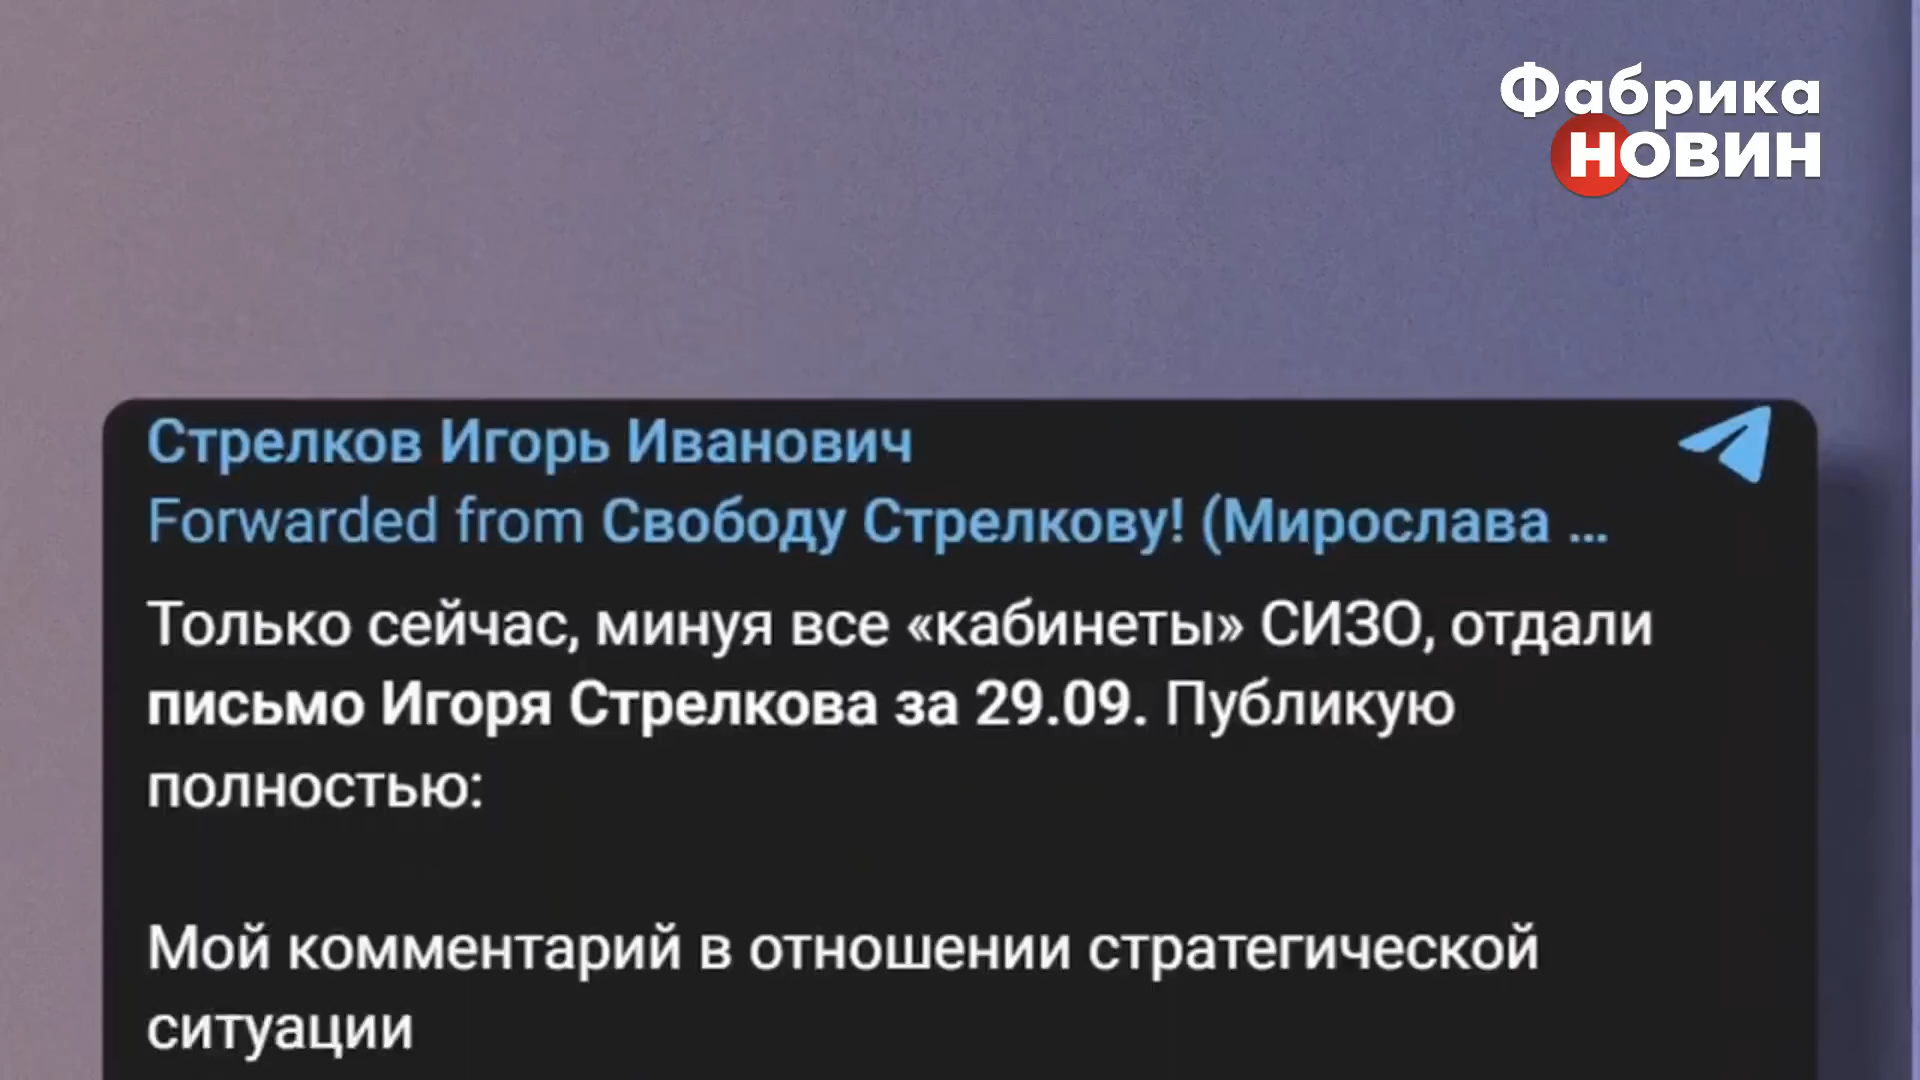 Фабрика
новин
Стрелков Игорь Иванович
Forwarded from Свободу Стрелкову! (Мирослава ...
Только сейчас, минуя все «кабинеты» СИЗО, отдали
письмо Игоря Стрелкова за 29.09. Публикую
полностью:
Мой комментарий в отношении стратегической
ситуации